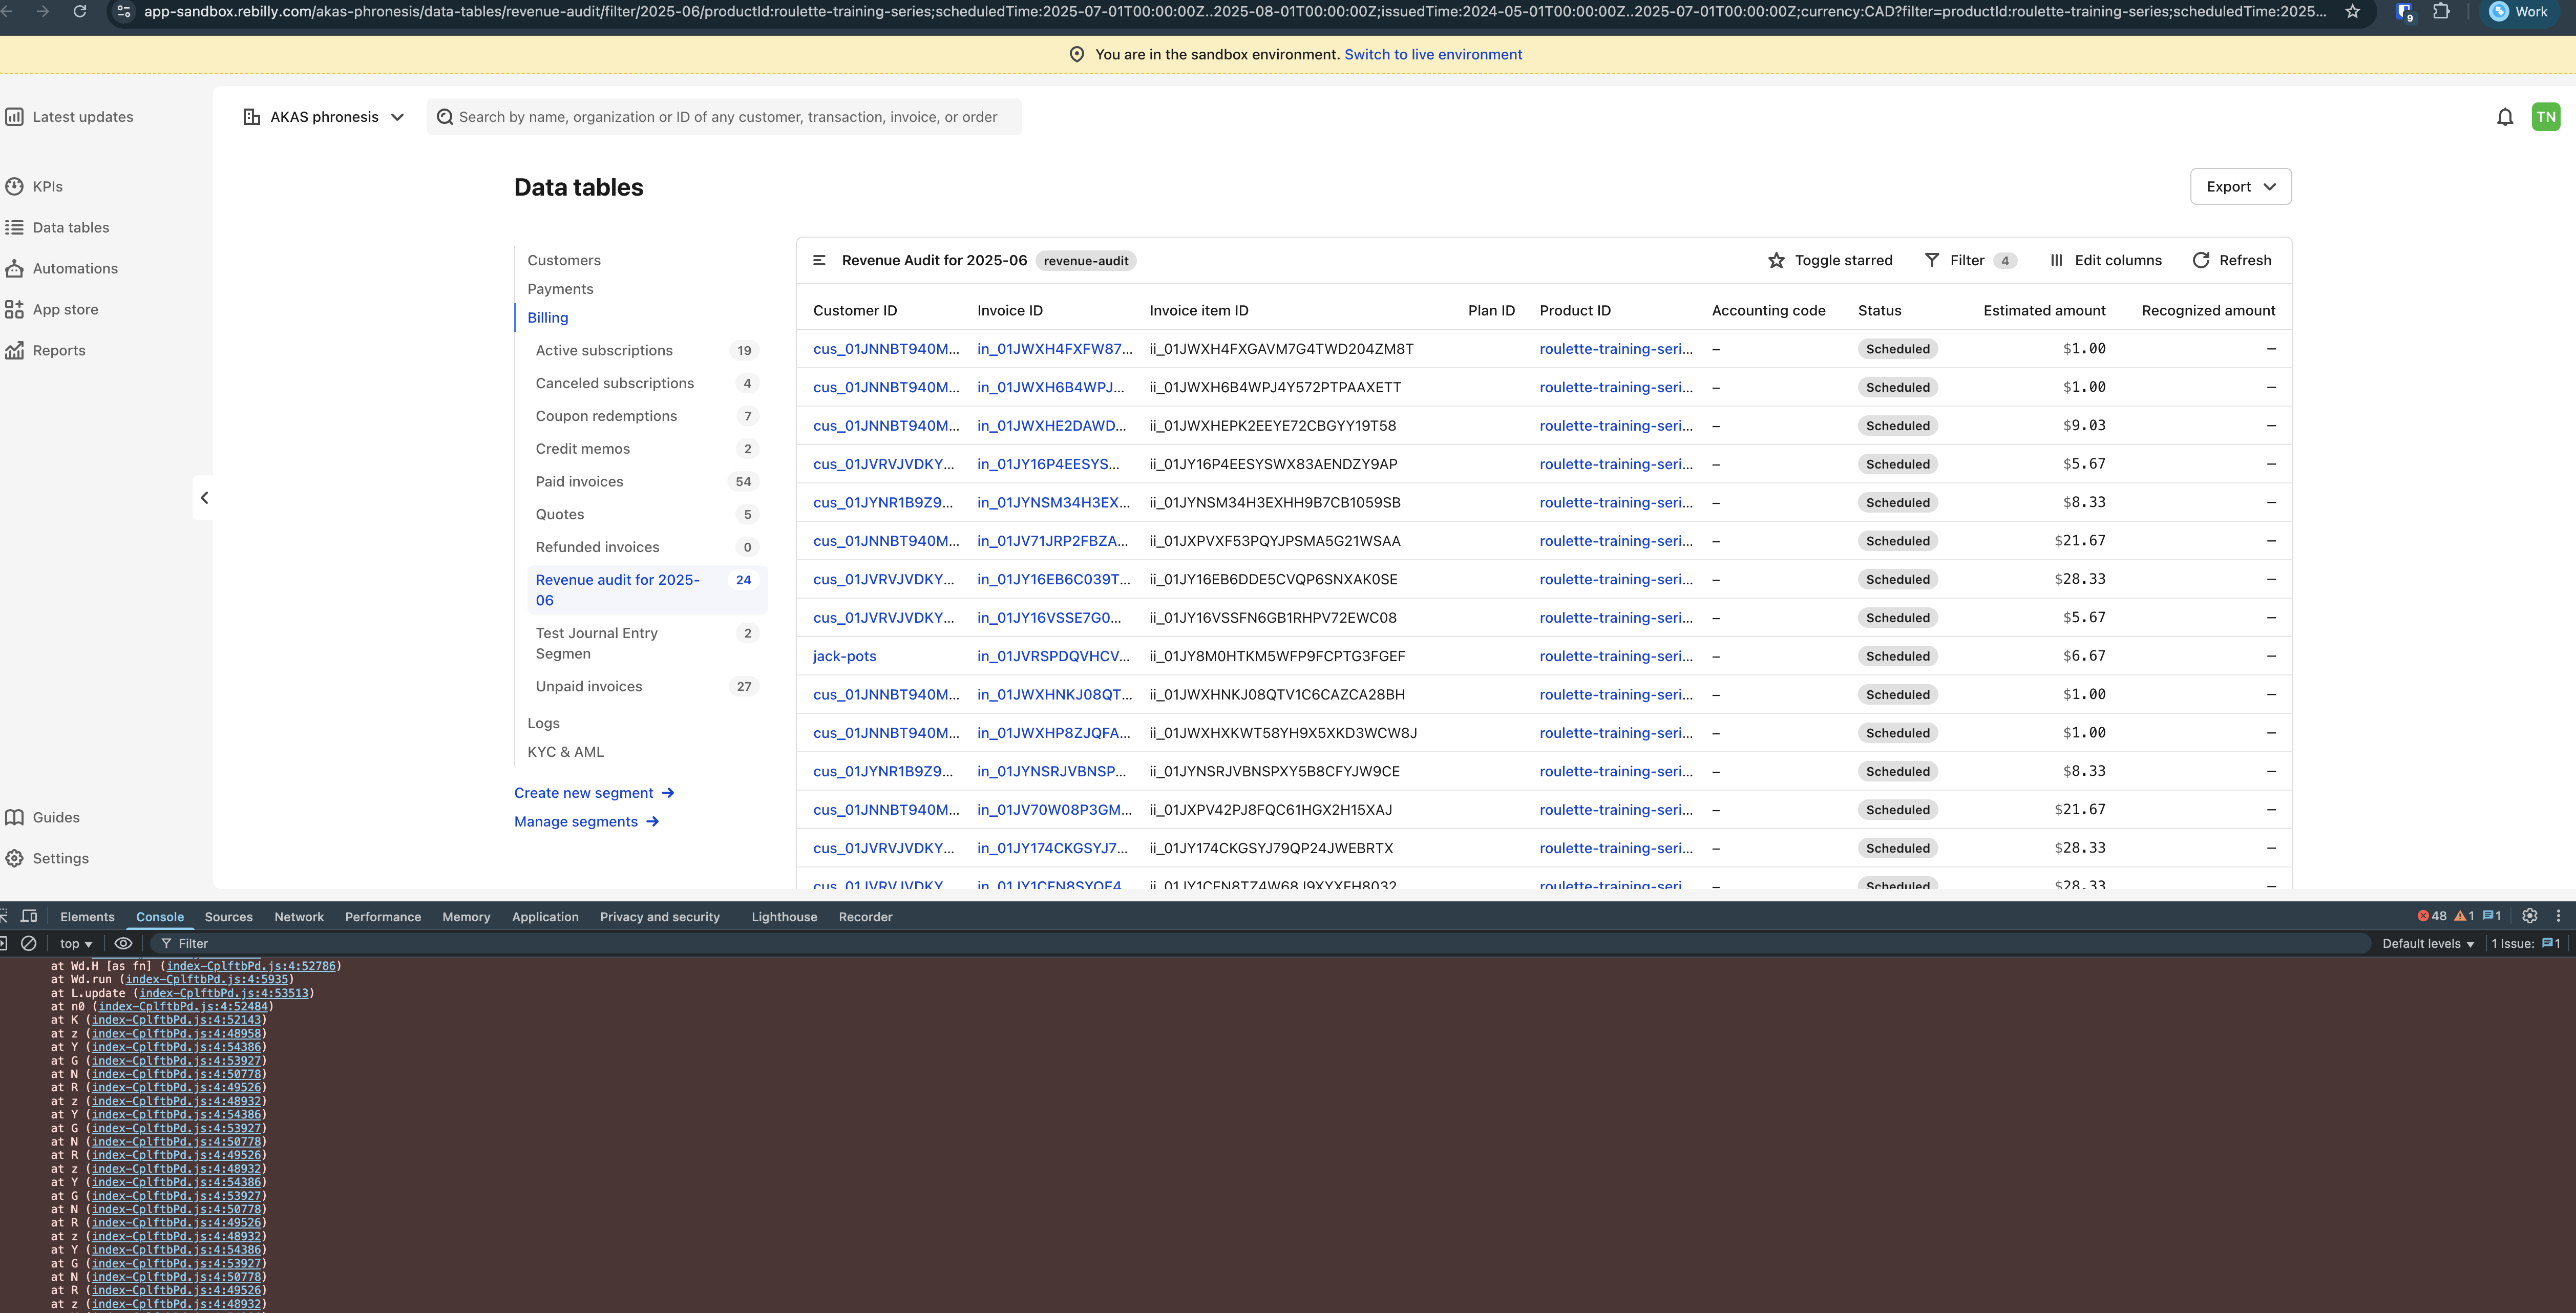 app-sandbox.rebilly.com/akas-phronesis/data-tables/revenue-audit/filter/2025-06/productId:roulette-training-series;scheduledTime:2025-07-01T00:00:00Z..2025-08-01T00:00:00Z;issuedTime:2024-05-01T00:00:00Z..2025-07-01T00:00:00Z;currency:CAD?filter=productId:roulette-training-series;scheduledTime:2025... 9 Work
You are in the sandbox environment. Switch to live environment
AKAS phronesis
Search by name, organization or ID of any customer, transaction, invoice, or order
TN
Latest updates
KPIs
Data tables
Automations
App store
Reports
Guides
Settings
Data tables
Export
Customers
Payments
Billing
Active subscriptions 19
Canceled subscriptions 4
Coupon redemptions 7
Credit memos 2
Paid invoices 54
Quotes 5
Refunded invoices 0
Revenue audit for 2025-06 24
Test Journal Entry Segmen 2
Unpaid invoices 27
Logs
KYC & AML
Create new segment
Manage segments
Revenue Audit for 2025-06 revenue-audit Toggle starred Filter 4 Edit columns Refresh
Customer ID Invoice ID Invoice item ID Plan ID Product ID Accounting code Status Estimated amount Recognized amount
cus_01JNNBT940M... in_01JWXH4FXFW87... ii_01JWXH4FXGAVM7G4TWD204ZM8T roulette-training-seri... – Scheduled $1.00 –
cus_01JNNBT940M... in_01JWXH6B4WPJ... ii_01JWXH6B4WPJ4Y572PTPAAXETT roulette-training-seri... – Scheduled $1.00 –
cus_01JNNBT940M... in_01JWXHE2DAWD... ii_01JWXHEPK2EEYE72CBGYY19T58 roulette-training-seri... – Scheduled $9.03 –
cus_01JVRVJVDKY... in_01JY16P4EESYS... ii_01JY16P4EESYSWX83AENDZY9AP roulette-training-seri... – Scheduled $5.67 –
cus_01JYNR1B9Z9... in_01JYNSM34H3EX... ii_01JYNSM34H3EXHH9B7CB1059SB roulette-training-seri... – Scheduled $8.33 –
cus_01JNNBT940M... in_01JV71JRP2FBZA... ii_01JXPVXF53PQYJPSMA5G21WSAA roulette-training-seri... – Scheduled $21.67 –
cus_01JVRVJVDKY... in_01JY16EB6C039T... ii_01JY16EB6DDE5CVQP6SNXAK0SE roulette-training-seri... – Scheduled $28.33 –
cus_01JVRVJVDKY... in_01JY16VSSE7G0... ii_01JY16VSSFN6GB1RHPV72EWC08 roulette-training-seri... – Scheduled $5.67 –
jack-pots in_01JVRSPDQVHCV... ii_01JY8M0HTKM5WFP9FCPTG3FGEF roulette-training-seri... – Scheduled $6.67 –
cus_01JNNBT940M... in_01JWXHNKJ08QT... ii_01JWXHNKJ08QTV1C6CAZCA28BH roulette-training-seri... – Scheduled $1.00 –
cus_01JNNBT940M... in_01JWXHP8ZJQFA... ii_01JWXHXKWT58YH9X5XKD3WCW8J roulette-training-seri... – Scheduled $1.00 –
cus_01JYNR1B9Z9... in_01JYNSRJVBNSP... ii_01JYNSRJVBNSPXY5B8CFYJW9CE roulette-training-seri... – Scheduled $8.33 –
cus_01JNNBT940M... in_01JV70W08P3GM... ii_01JXPV42PJ8FQC61HGX2H15XAJ roulette-training-seri... – Scheduled $21.67 –
cus_01JVRVJVDKY... in_01JY174CKGSYJ7... ii_01JY174CKGSYJ79QP24JWEBRTX roulette-training-seri... – Scheduled $28.33 –
cus_01JVRVJVDKY... roulette-training-seri... Scheduled $28.33 –
Elements Console Sources Network Performance Memory Application Privacy and security Lighthouse Recorder 48 1 1
top Filter Default levels 1 Issue: 1
at Wd.H [as fn] (index-CplftbPd.js:4:52786)
at Wd.run (index-CplftbPd.js:4:5935)
at L.update (index-CplftbPd.js:4:53513)
at n0 (index-CplftbPd.js:4:52484)
at K (index-CplftbPd.js:4:52143)
at z (index-CplftbPd.js:4:48958)
at Y (index-CplftbPd.js:4:54386)
at G (index-CplftbPd.js:4:53927)
at N (index-CplftbPd.js:4:50778)
at R (index-CplftbPd.js:4:49526)
at z (index-CplftbPd.js:4:48932)
at Y (index-CplftbPd.js:4:54386)
at G (index-CplftbPd.js:4:53927)
at N (index-CplftbPd.js:4:50778)
at R (index-CplftbPd.js:4:49526)
at z (index-CplftbPd.js:4:48932)
at Y (index-CplftbPd.js:4:54386)
at G (index-CplftbPd.js:4:53927)
at N (index-CplftbPd.js:4:50778)
at R (index-CplftbPd.js:4:49526)
at z (index-CplftbPd.js:4:48932)
at Y (index-CplftbPd.js:4:54386)
at G (index-CplftbPd.js:4:53927)
at N (index-CplftbPd.js:4:50778)
at R (index-CplftbPd.js:4:49526)
at z (index-CplftbPd.js:4:48932)